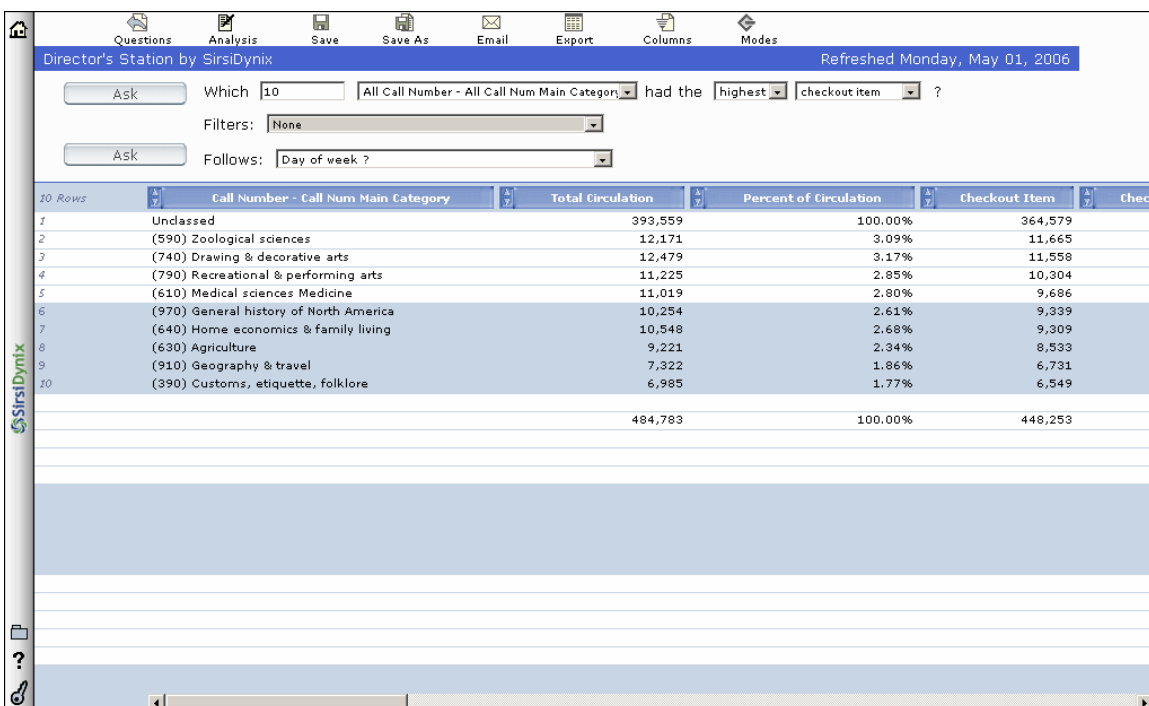 Questions Analysis Save Save As Email Export Columns Modes
Director's Station by SirsiDynix Refreshed Monday, May 01, 2006
Ask Which 10 All Call Number - All Call Num Main Category had the highest checkout item ?
Filters: None
Ask Follows: Day of week ?
10 Rows Call Number - Call Num Main Category Total Circulation Percent of Circulation Checkout Item Chec
1 Unclassed 393,559 100.00% 364,579
2 (590) Zoological sciences 12,171 3.09% 11,665
3 (740) Drawing & decorative arts 12,479 3.17% 11,558
4 (790) Recreational & performing arts 11,225 2.85% 10,304
5 (610) Medical sciences Medicine 11,019 2.80% 9,686
6 (970) General history of North America 10,254 2.61% 9,339
7 (640) Home economics & family living 10,548 2.68% 9,309
8 (630) Agriculture 9,221 2.34% 8,533
9 (910) Geography & travel 7,322 1.86% 6,731
10 (390) Customs, etiquette, folklore 6,985 1.77% 6,549
484,783 100.00% 448,253
SirsiDynix
?